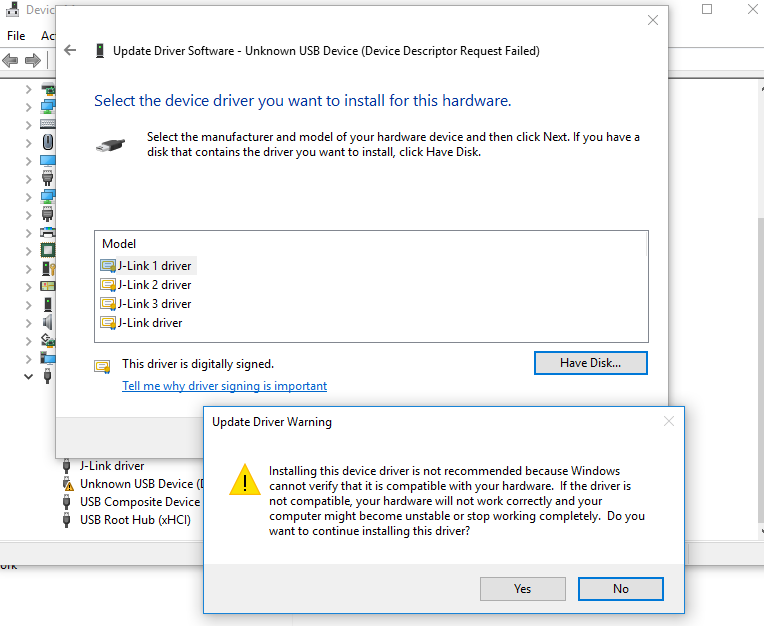 Devic
File Ac
Update Driver Software - Unknown USB Device (Device Descriptor Request Failed)
Select the device driver you want to install for this hardware.
Select the manufacturer and model of your hardware device and then click Next. If you have a
disk that contains the driver you want to install, click Have Disk.
Model
J-Link 1 driver
J-Link 2 driver
J-Link 3 driver
J-Link driver
This driver is digitally signed.
Have Disk...
Tell me why driver signing is important
Update Driver Warning
Installing this device driver is not recommended because Windows
cannot verify that it is compatible with your hardware. If the driver
is not compatible, your hardware will not work correctly and your
computer might become unstable or stop working completely. Do you
want to continue installing this driver?
Yes No
J-Link driver
Unknown USB Device (
USB Composite Device
USB Root Hub (xHCI)